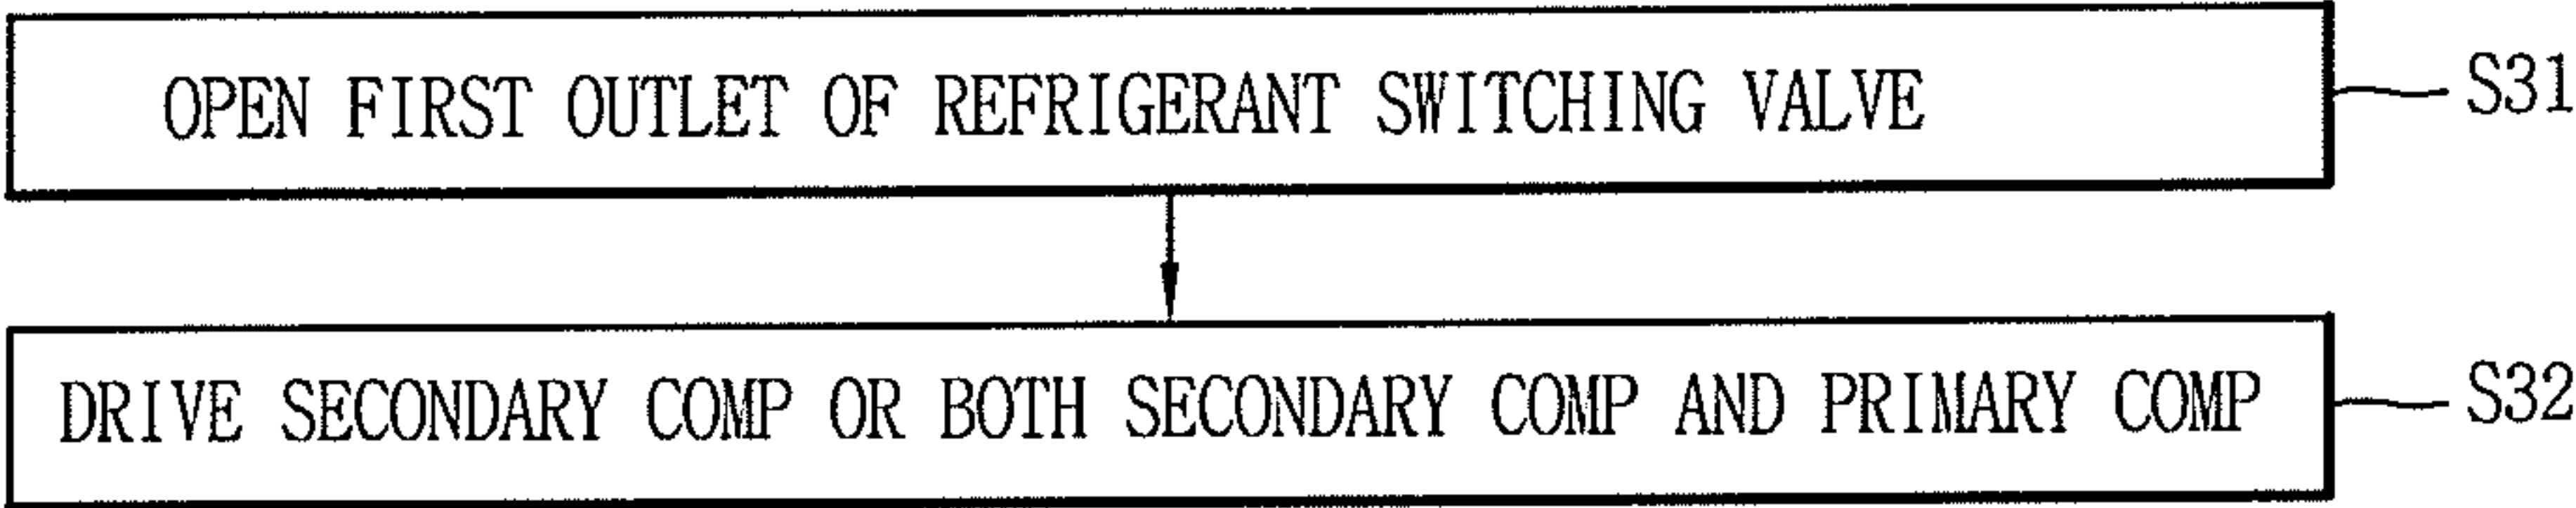 OPEN FIRST OUTLET OF REFRIGERANT SWITCHING VALVE
S31
DRIVE SECONDARY COMP OR BOTH SECONDARY COMP AND PRIMARY COMP
S32